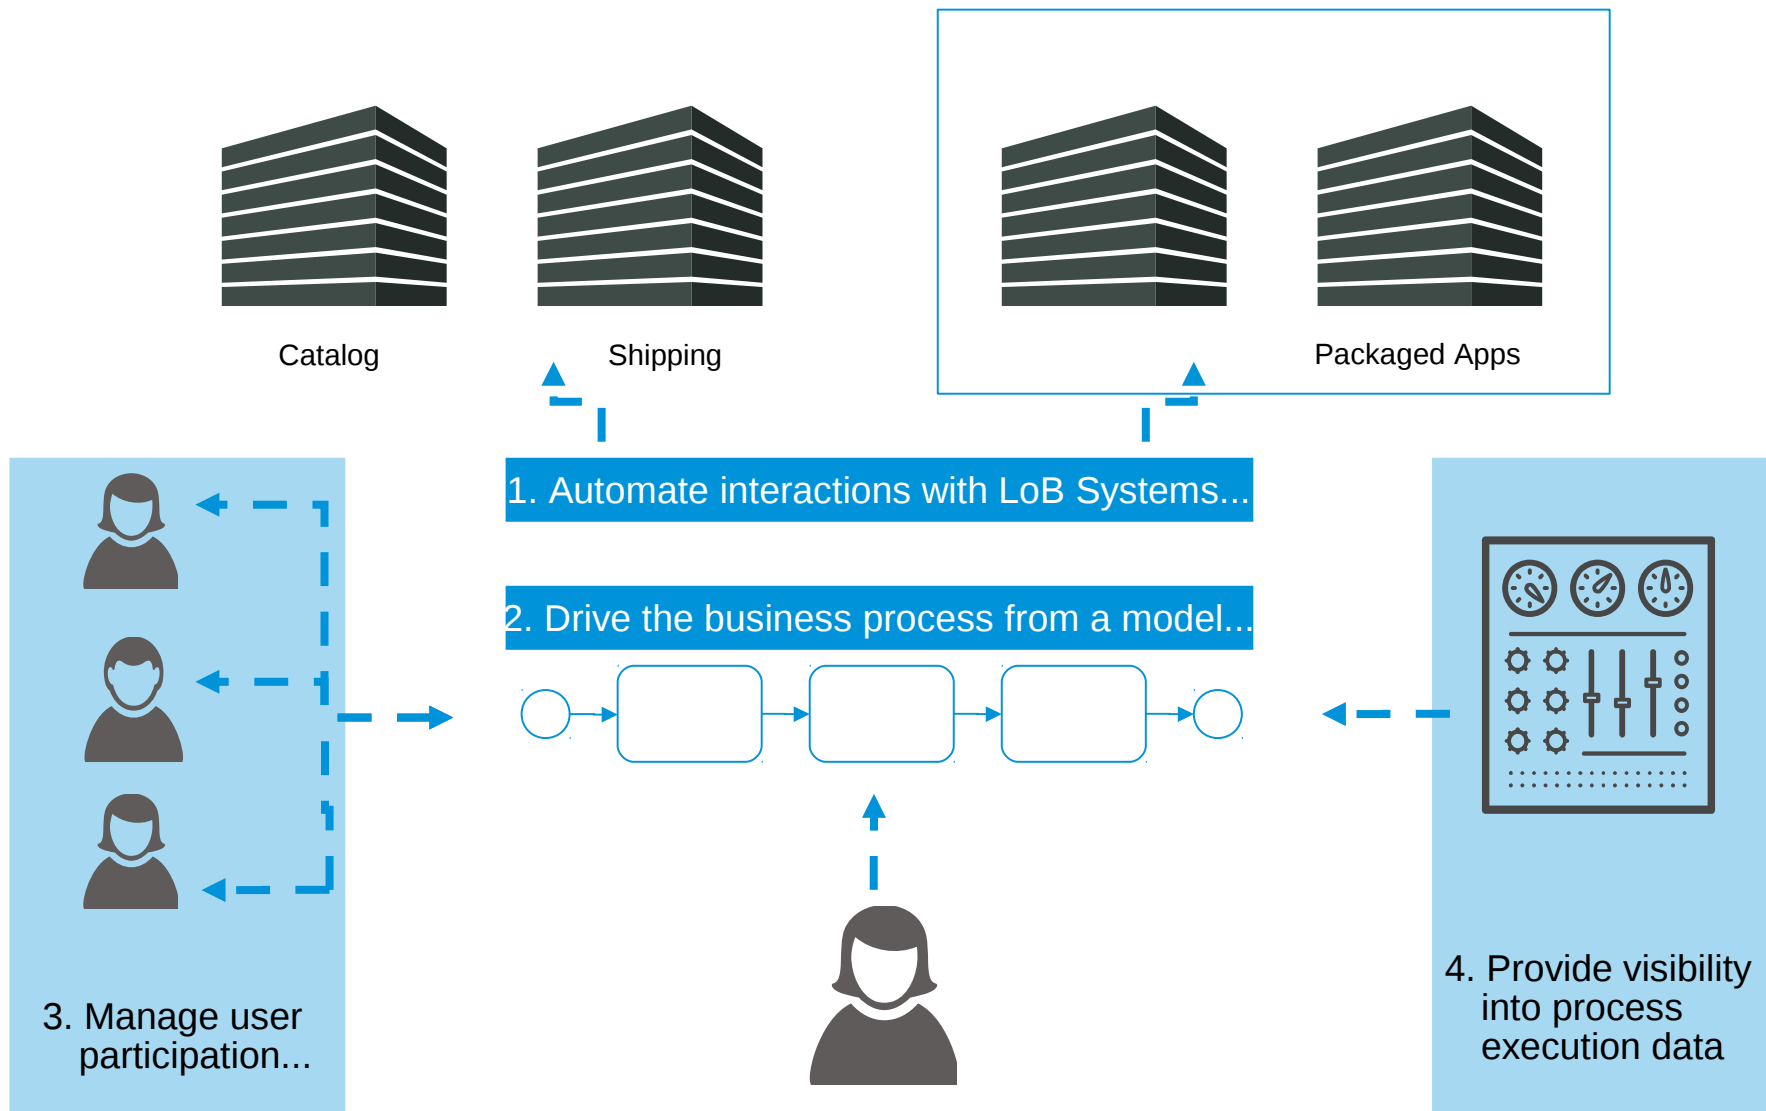 Catalog
Shipping
Packaged Apps
1. Automate interactions with LoB Systems...
2. Drive the business process from a model...
3. Manage user
participation...
4. Provide visibility
into process
execution data